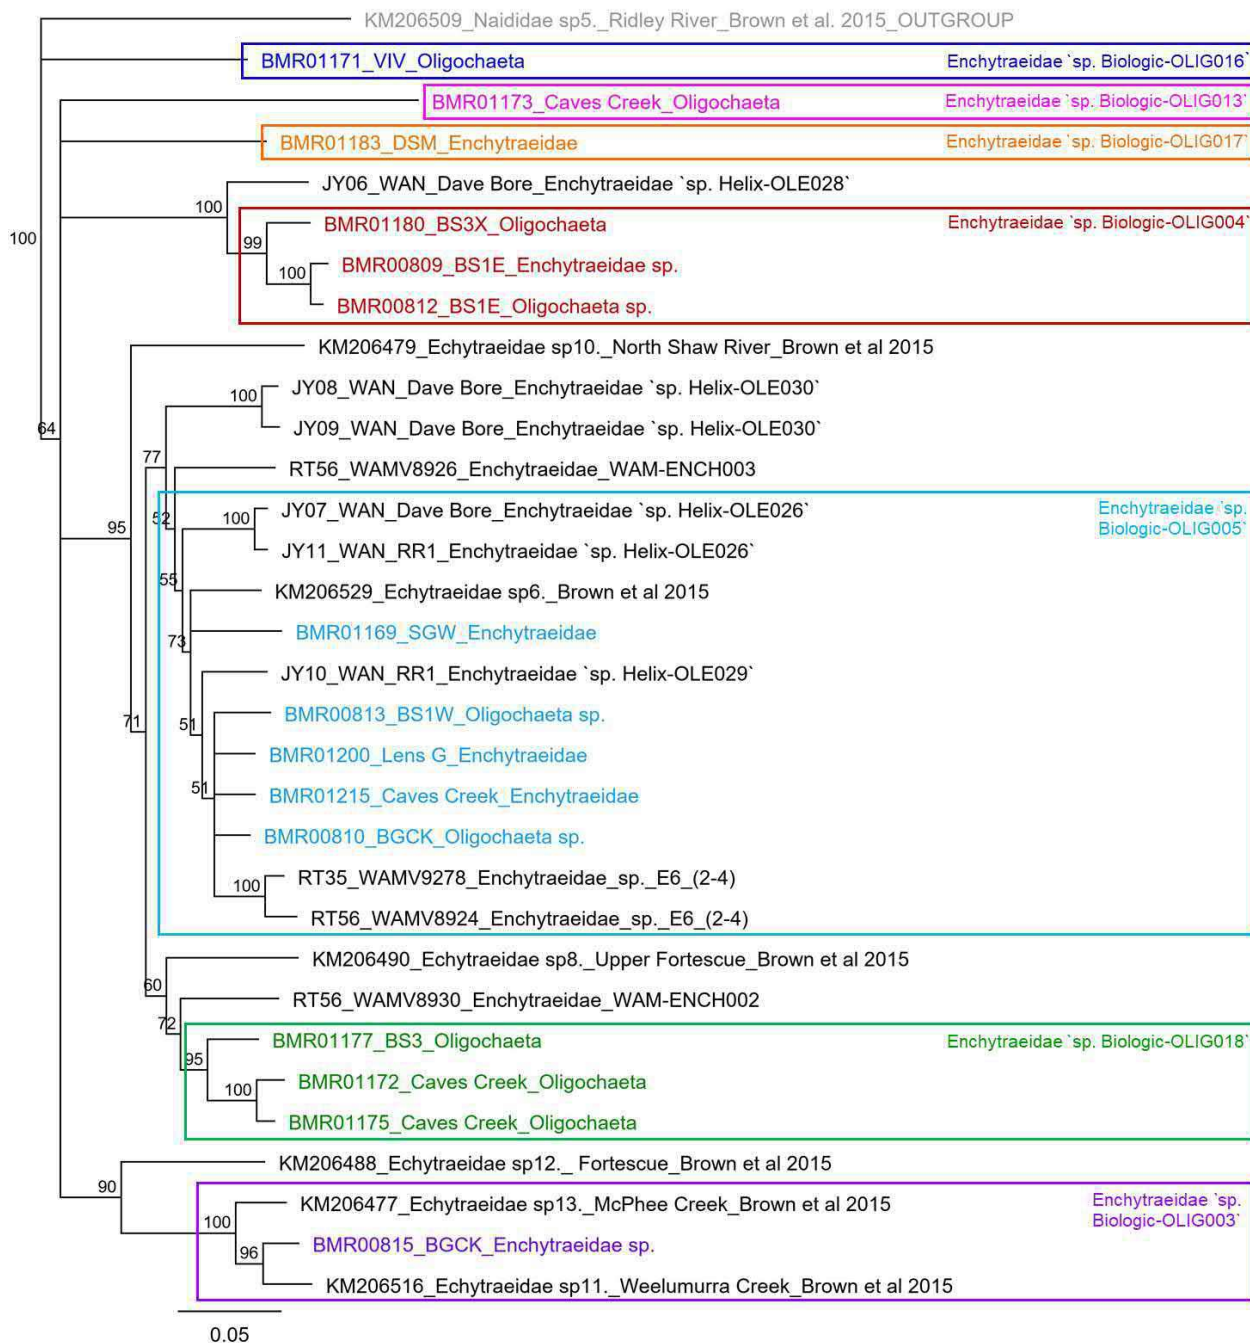 KM206509_Naididae sp5._Ridley River_Brown et al. 2015_OUTGROUP
BMR01171_VIV_Oligochaeta
Enchytraeidae `sp. Biologic-OLIG016`
BMR01173_Caves Creek_Oligochaeta
Enchytraeidae `sp. Biologic-OLIG013`
BMR01183_DSM_Enchytraeidae
Enchytraeidae `sp. Biologic-OLIG017`
JY06_WAN_Dave Bore_Enchytraeidae `sp. Helix-OLE028`
100
BMR01180_BS3X_Oligochaeta
Enchytraeidae `sp. Biologic-OLIG004`
100
99
BMR00809_BS1E_Enchytraeidae sp.
100
BMR00812_BS1E_Oligochaeta sp.
KM206479_Echytraeidae sp10._North Shaw River_Brown et al 2015
JY08_WAN_Dave Bore_Enchytraeidae `sp. Helix-OLE030`
100
64
JY09_WAN_Dave Bore_Enchytraeidae `sp. Helix-OLE030`
77
RT56_WAMV8926_Enchytraeidae_WAM-ENCH003
JY07_WAN_Dave Bore_Enchytraeidae `sp. Helix-OLE026`
Enchytraeidae `sp.
Biologic-OLIG005`
95
52
100
JY11_WAN_RR1_Enchytraeidae `sp. Helix-OLE026`
55
KM206529_Echytraeidae sp6._Brown et al 2015
BMR01169_SGW_Enchytraeidae
73
JY10_WAN_RR1_Enchytraeidae `sp. Helix-OLE029`
BMR00813_BS1W_Oligochaeta sp.
71
51
BMR01200_Lens G_Enchytraeidae
51
BMR01215_Caves Creek_Enchytraeidae
BMR00810_BGCK_Oligochaeta sp.
RT35_WAMV9278_Enchytraeidae_sp._E6_(2-4)
100
RT56_WAMV8924_Enchytraeidae_sp._E6_(2-4)
KM206490_Echytraeidae sp8._Upper Fortescue_Brown et al 2015
60
RT56_WAMV8930_Enchytraeidae_WAM-ENCH002
72
BMR01177_BS3_Oligochaeta
Enchytraeidae `sp. Biologic-OLIG018`
95
BMR01172_Caves Creek_Oligochaeta
100
BMR01175_Caves Creek_Oligochaeta
KM206488_Echytraeidae sp12._ Fortescue_Brown et al 2015
90
KM206477_Echytraeidae sp13._McPhee Creek_Brown et al 2015
Enchytraeidae `sp.
Biologic-OLIG003`
100
BMR00815_BGCK_Enchytraeidae sp.
96
KM206516_Echytraeidae sp11._Weelumurra Creek_Brown et al 2015
0.05